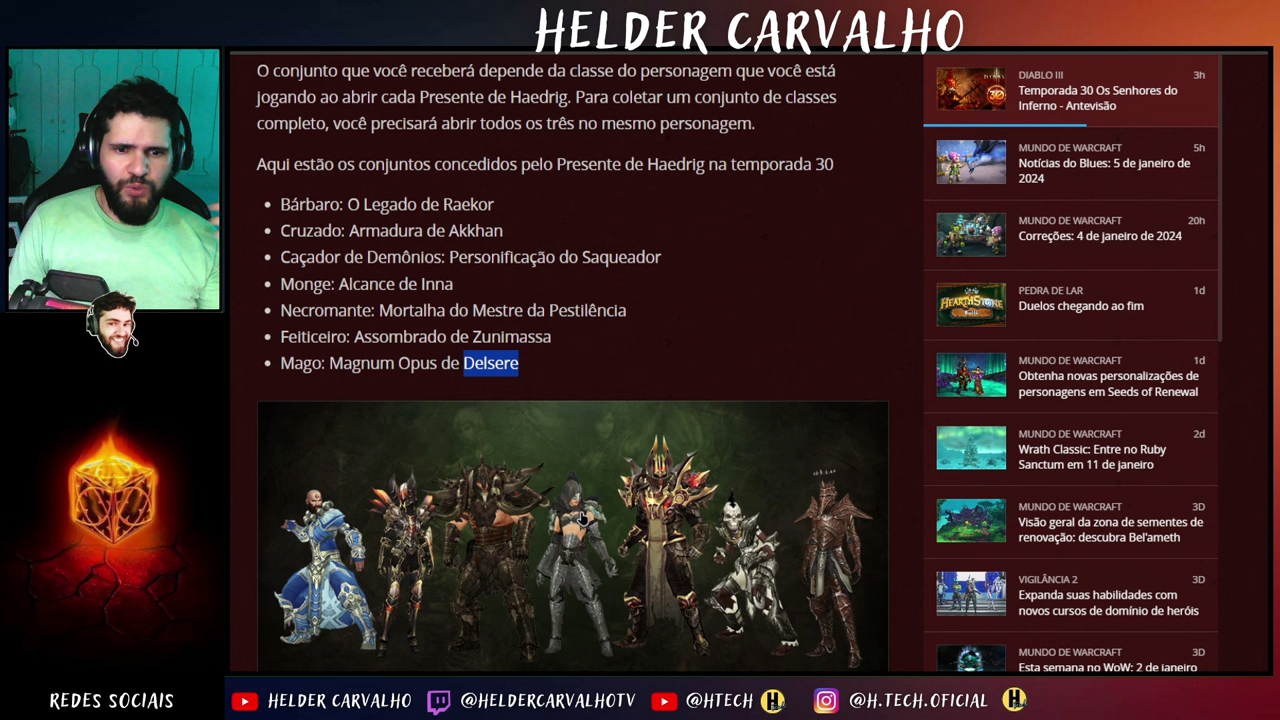 HELDER CARVALHO
O conjunto que você receberá depende da classe do personagem que você está
jogando ao abrir cada Presente de Haedrig. Para coletar um conjunto de classes
completo, você precisará abrir todos os três no mesmo personagem.
Aqui estão os conjuntos concedidos pelo Presente de Haedrig na temporada 30
• Bárbaro: O Legado de Raekor
• Cruzado: Armadura de Akkhan
• Caçador de Demônios: Personificação do Saqueador
• Monge: Alcance de Inna
• Necromante: Mortalha do Mestre da Pestilência
• Feiticeiro: Assombrado de Zunimassa
• Mago: Magnum Opus de Delsere
DIABLO III 3h
Temporada 30 Os Senhores do
Inferno - Antevisão
MUNDO DE WARCRAFT 5h
Notícias do Blues: 5 de janeiro de
2024
MUNDO DE WARCRAFT 20h
Correções: 4 de janeiro de 2024
PEDRA DE LAR 1d
Duelos chegando ao fim
HEARTHSTONE
MUNDO DE WARCRAFT 1d
Obtenha novas personalizações de
personagens em Seeds of Renewal
MUNDO DE WARCRAFT 2d
Wrath Classic: Entre no Ruby
Sanctum em 11 de janeiro
MUNDO DE WARCRAFT 3D
Visão geral da zona de sementes de
renovação: descubra Bel'ameth
VIGILÂNCIA 2 3D
Expanda suas habilidades com
novos cursos de domínio de heróis
MUNDO DE WARCRAFT 3D
Esta semana no WoW: 2 de janeiro
REDES SOCIAIS HELDER CARVALHO @HELDERCARVALHOTV @HTECH @H.TECH.OFICIAL